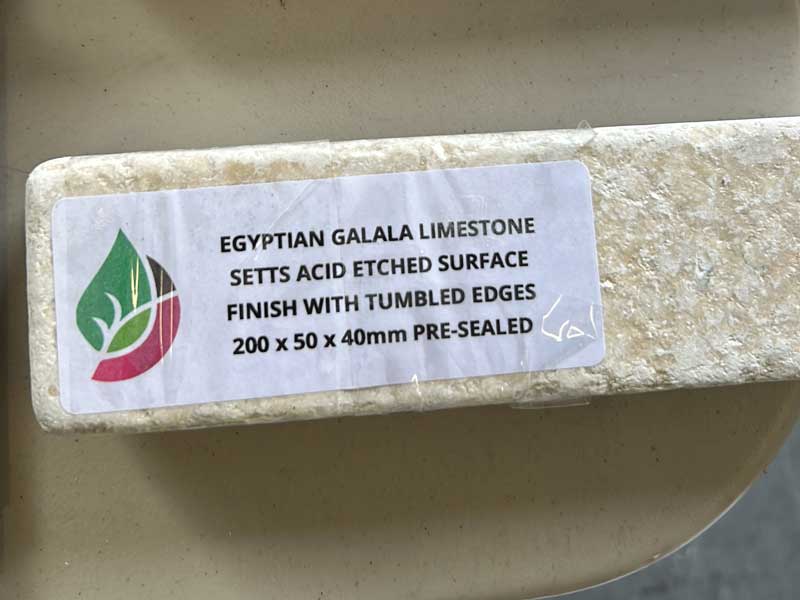 EGYPTIAN GALALA LIMESTONE
SETTS ACID ETCHED SURFACE
FINISH WITH TUMBLED EDGES
200 x 50 x 40mm PRE-SEALED